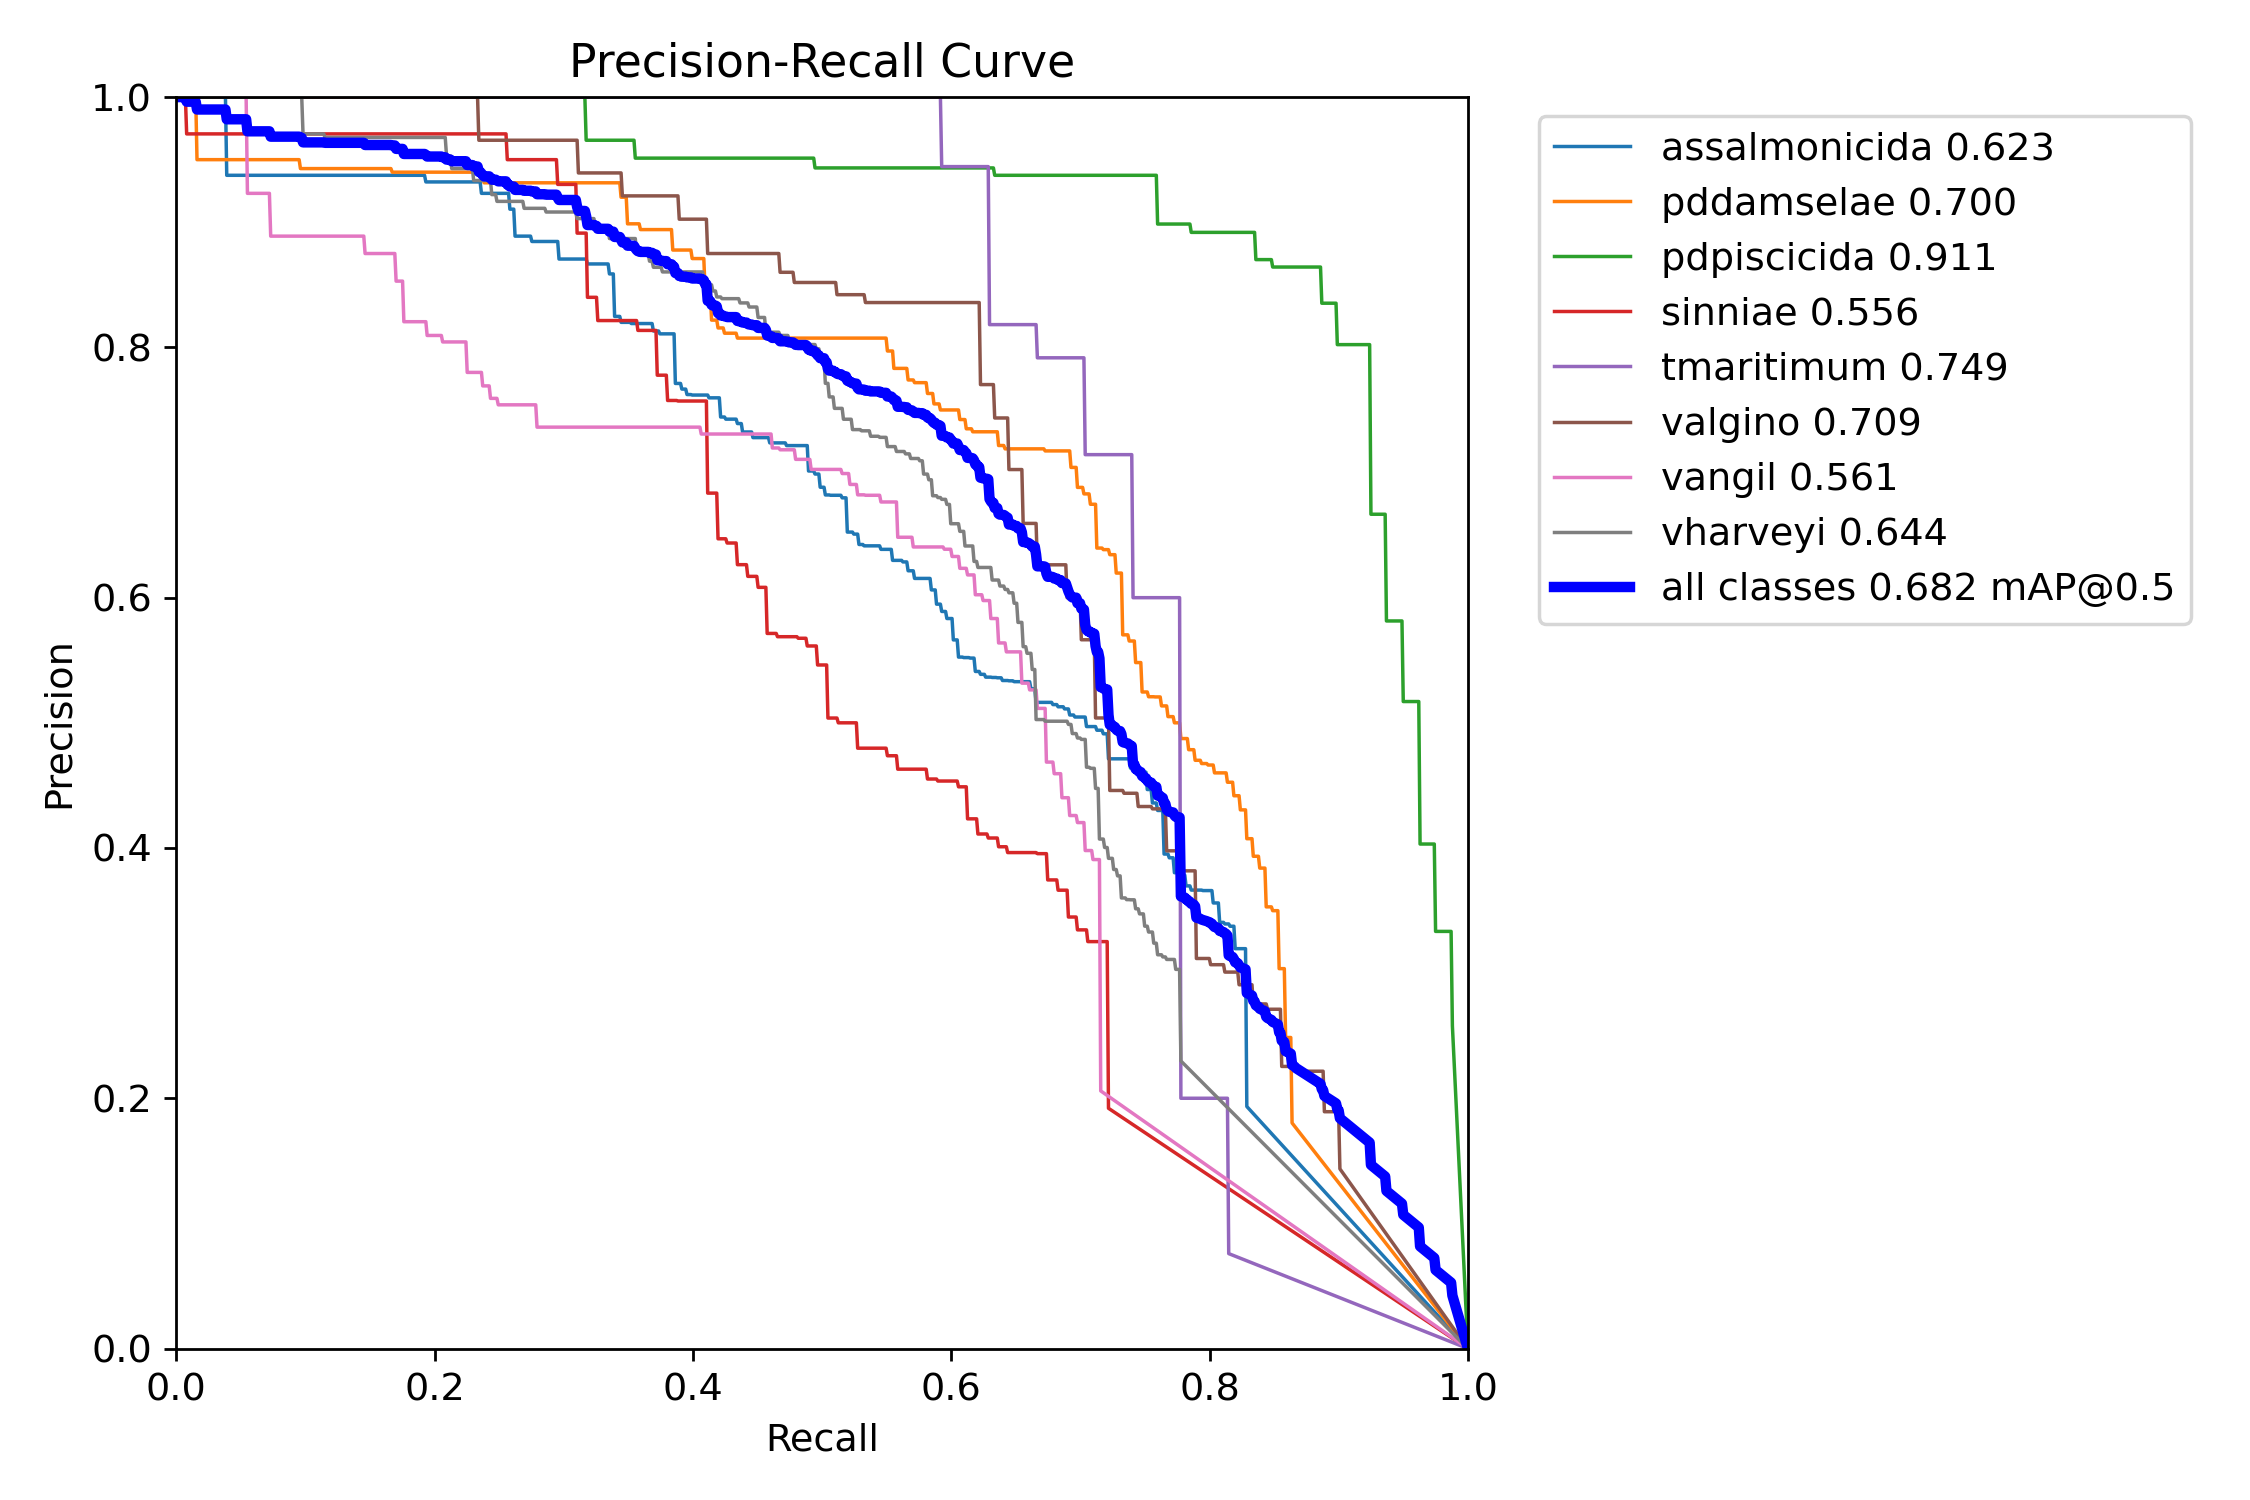 Precision-Recall Curve
1.0
0.8
0.6
0.4
0.2
0.0
Precision
0.0 0.2 0.4 0.6 0.8 1.0
Recall
assalmonicida 0.623
pddamselae 0.700
pdpiscicida 0.911
sinniae 0.556
tmaritimum 0.749
valgino 0.709
vangil 0.561
vharveyi 0.644
all classes 0.682 mAP@0.5